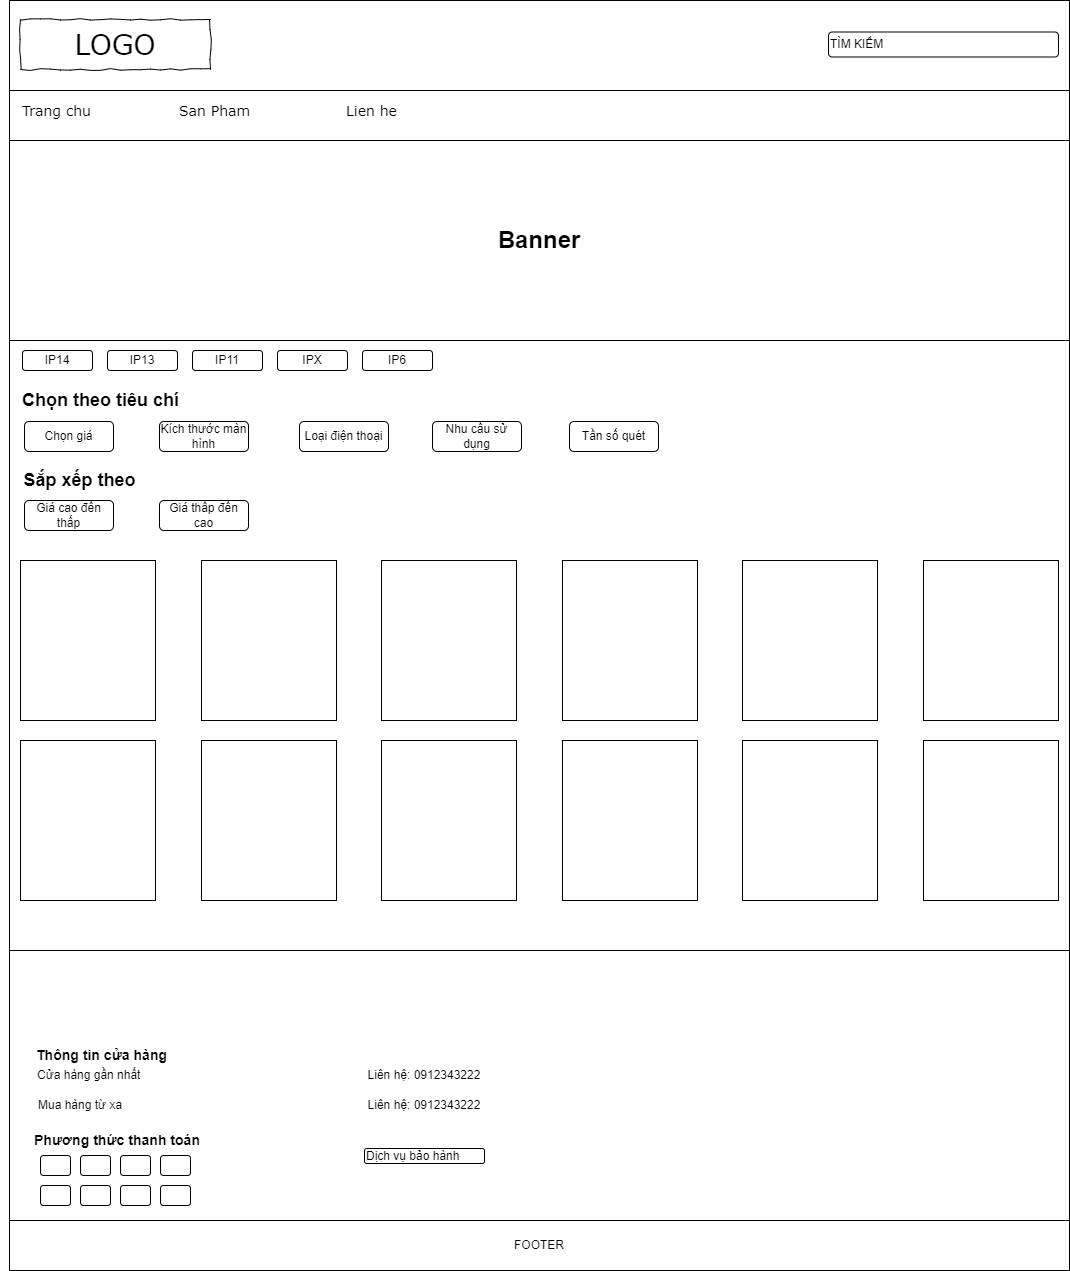 LOGO
TÌM KIẾM
Trang chu
San Pham
Lien he
Banner
IP14
IP13
IP11
IPX
IP6
Chọn theo tiêu chí
Chọn giá
Kích thước màn
hình
Loại điện thoại
Nhu cầu sử
dụng
Tần số quét
Sắp xếp theo
Giá cao đến
thấp
Giá thấp đến
cao
Thông tin cửa hàng
Cửa hàng gần nhất
Liên hệ: 0912343222
Mua hàng từ xa
Liên hệ: 0912343222
Phương thức thanh toán
Dịch vụ bảo hành
FOOTER